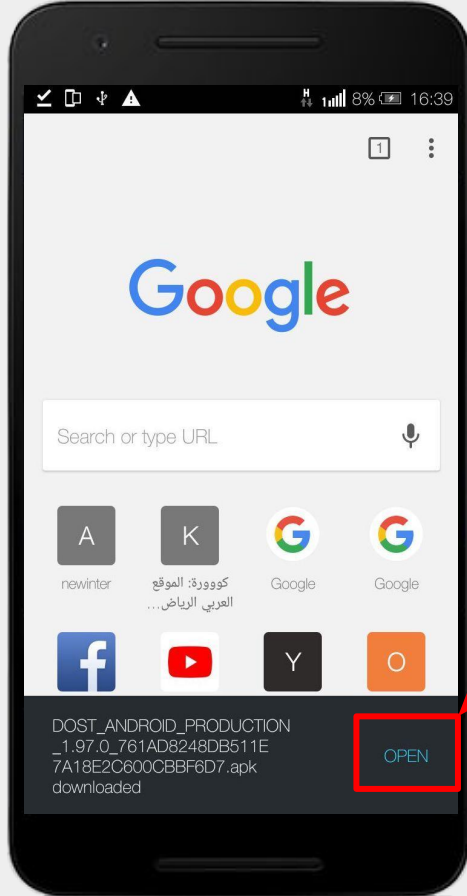 H 8% 16:39
1
Google
Search or type URL
A K
newinter كووورة: الموقع Google Google
العربي الرياض...
Y O
DOST_ANDROID_PRODUCTION
_1.97.0_761AD8248DB511E
7A18E2C600CBBF6D7.apk
downloaded
OPEN